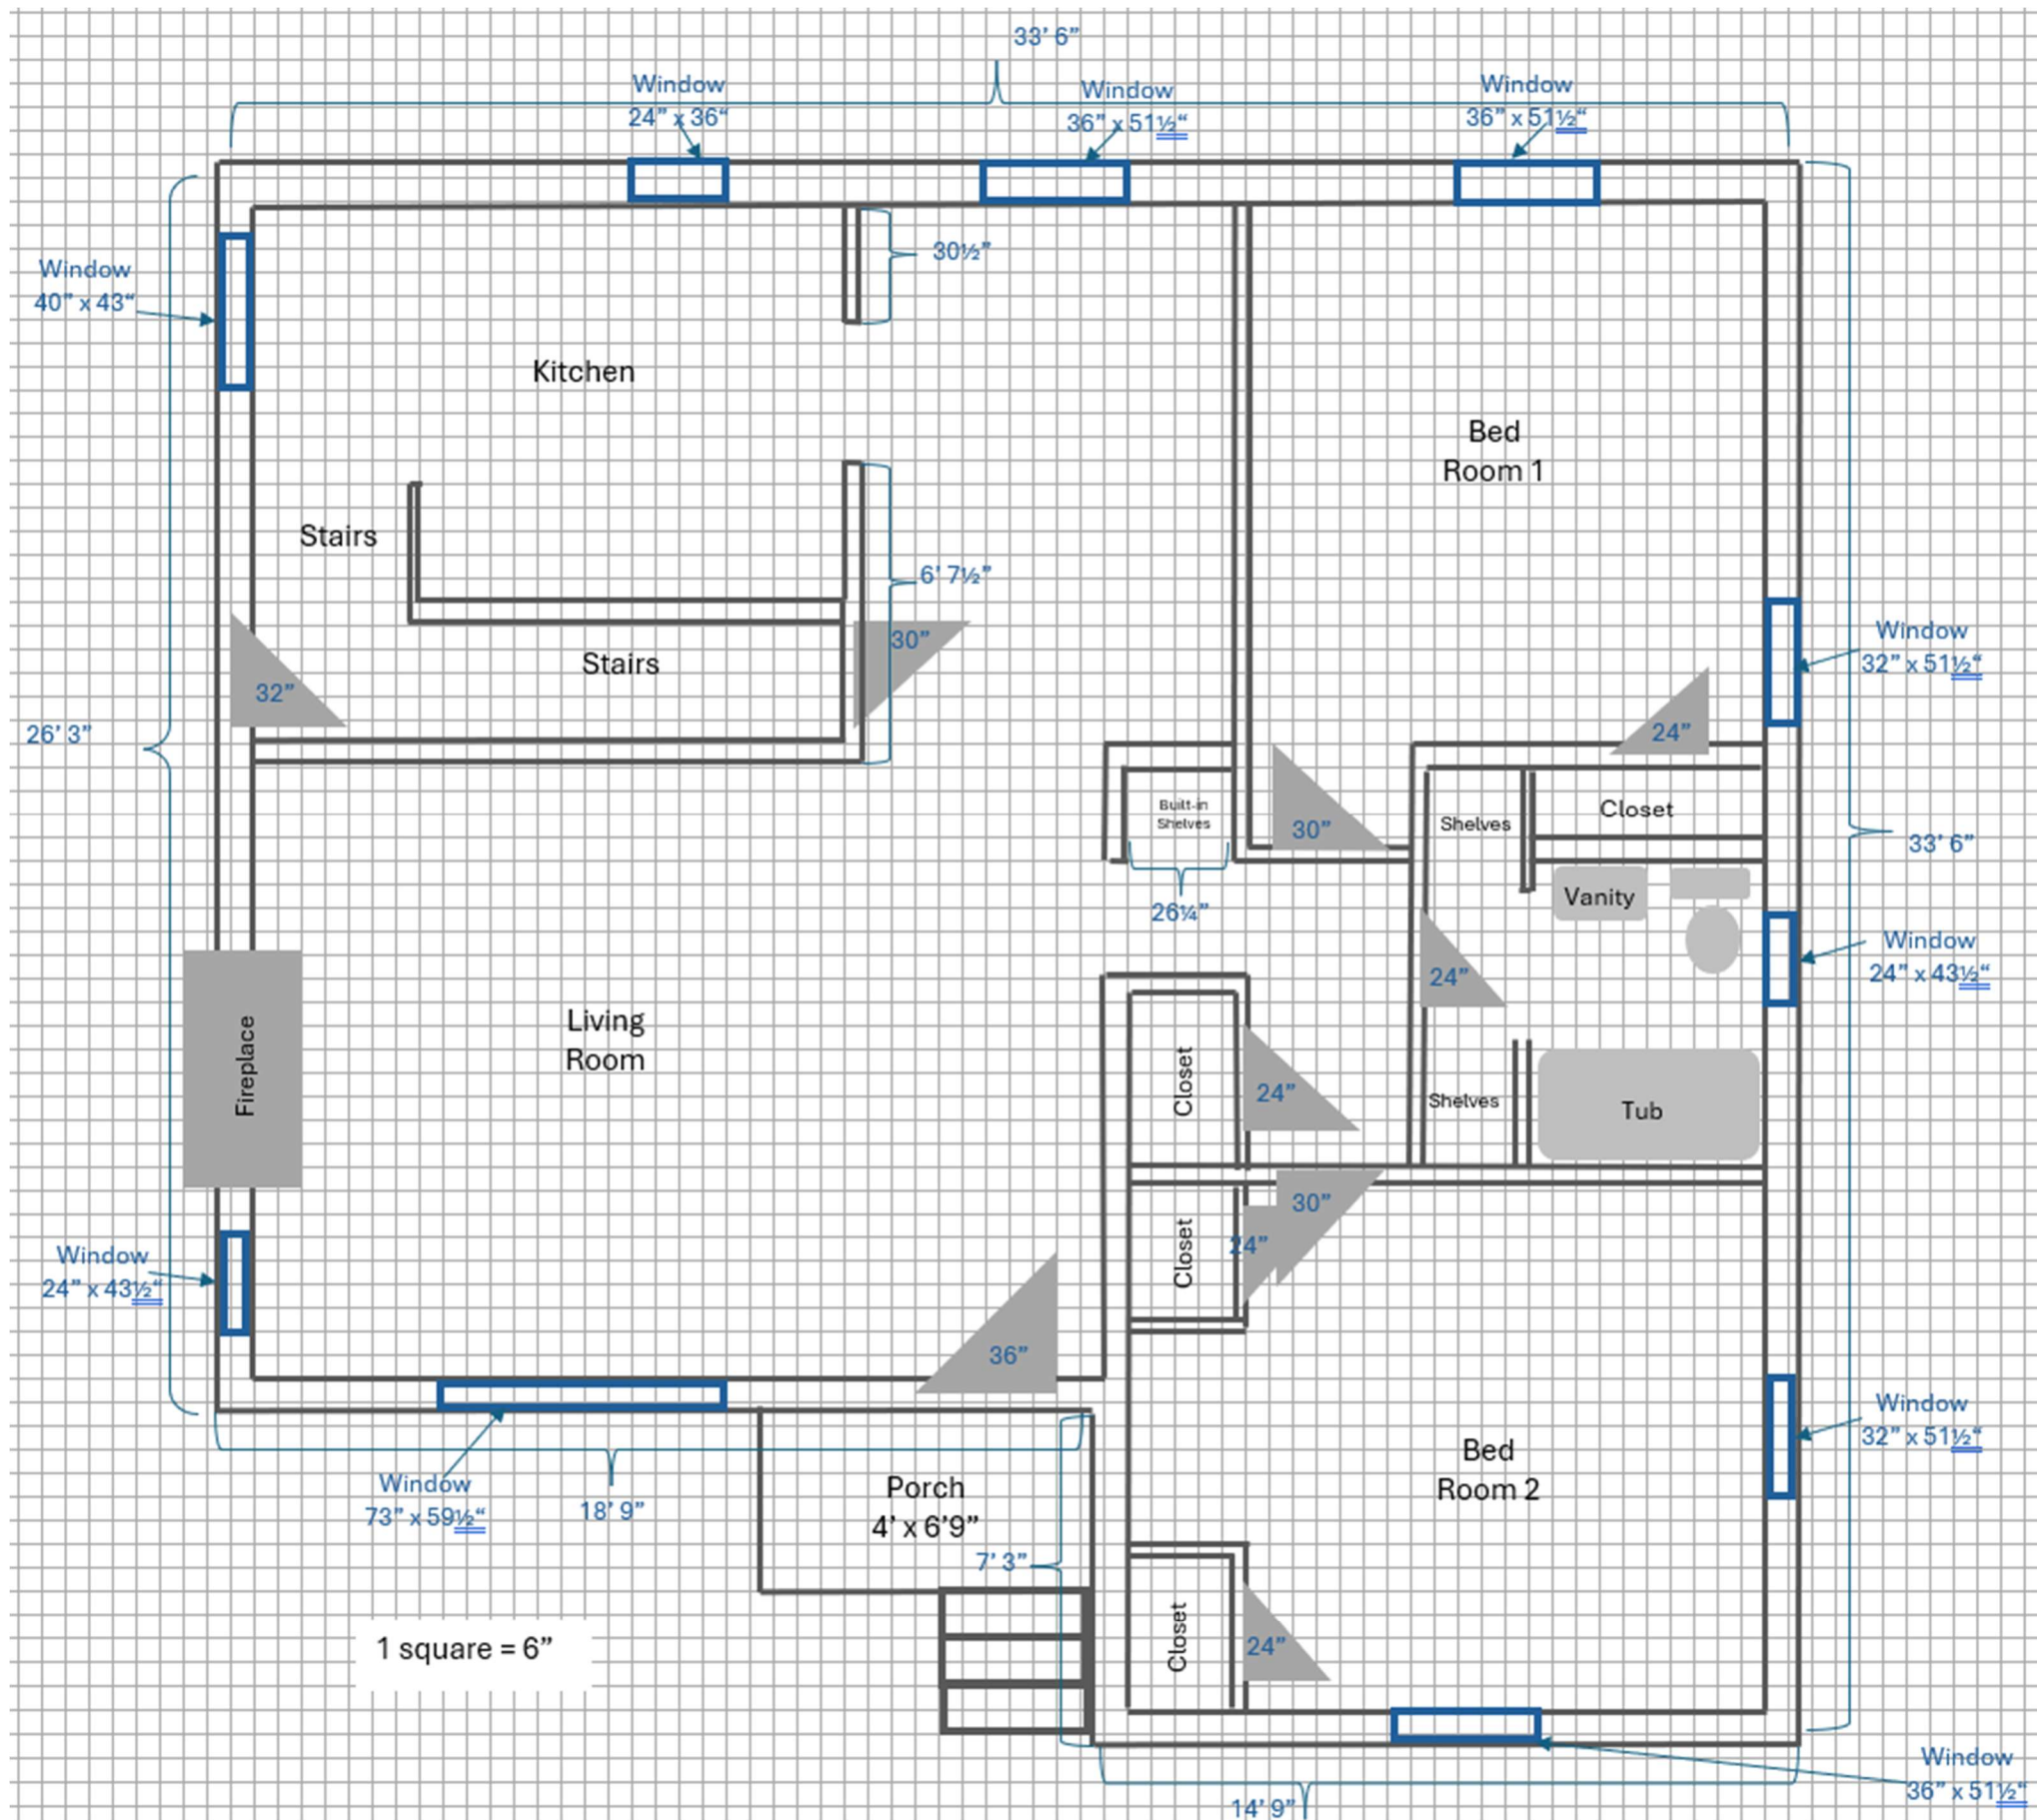 33' 6"
Window
24" x 36"
Window
36" x 51½"
Window
36" x 51½"
30½"
Window
40" x 43"
Kitchen
Bed
Room 1
Stairs
6' 7½"
30"
Window
32" x 51½"
Stairs
32"
24"
26' 3"
Built-in
Shelves
30"
Shelves
Closet
33' 6"
Vanity
26¼"
24"
Window
24" x 43½"
Living
Room
Fireplace
Closet
24"
Shelves
Tub
30"
Closet
24"
Window
24" x 43½"
36"
Window
32" x 51½"
Bed
Room 2
Window
73" x 59½"
18' 9"
Porch
4' x 6'9"
7' 3"
1 square = 6"
Closet
24"
Window
36" x 51½"
14' 9"